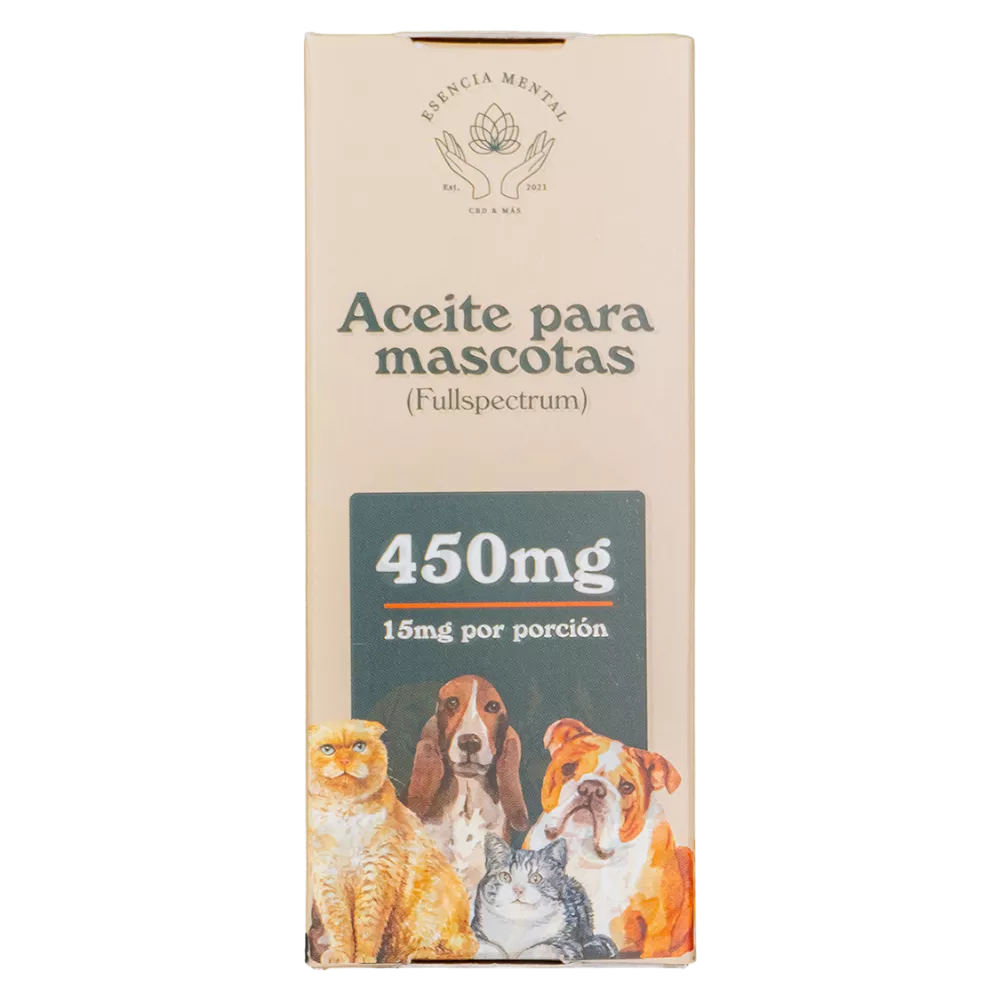 ESENCIA MENTAL
Est. 2021
CBD & MÁS
Aceite para
mascotas
(Fullspectrum)
450mg
15mg por porción